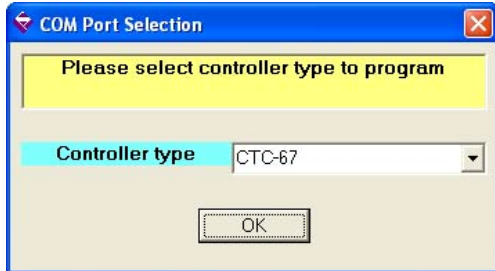 COM Port Selection
Please select controller type to program
Controller type CTC-67
OK